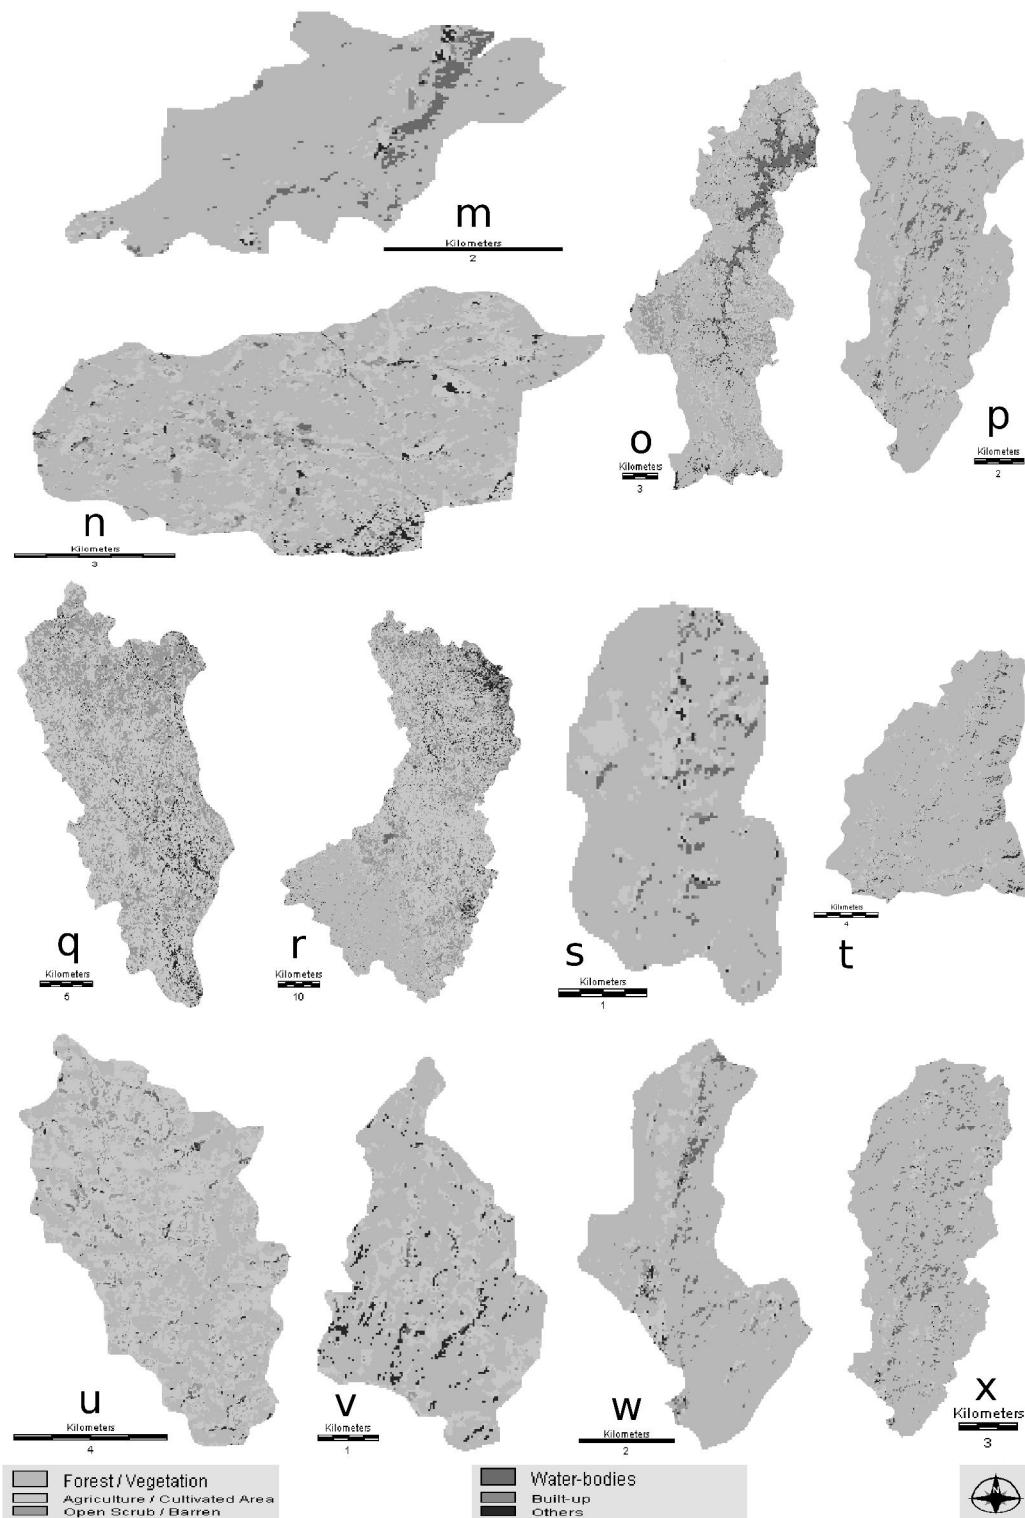 m
Kilometers
2
n
Kilometers
3
o
Kilometers
3
p
Kilometers
2
q
Kilometers
5
r
Kilometers
10
s
Kilometers
1
t
Kilometers
4
u
Kilometers
4
v
Kilometers
1
w
Kilometers
2
x
Kilometers
3
Forest / Vegetation
Agriculture / Cultivated Area
Open Scrub / Barren
Water-bodies
Built-up
Others
N